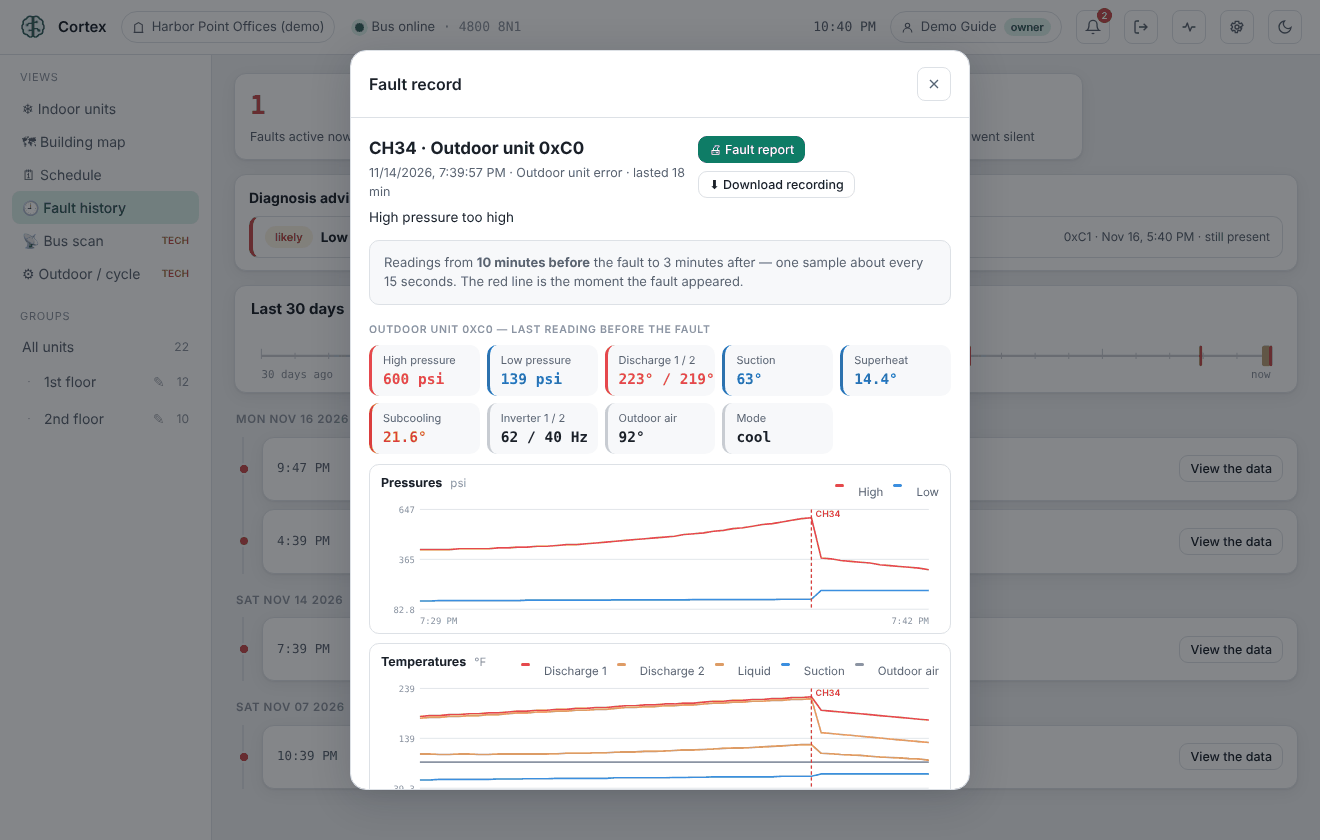 Cortex
Harbor Point Offices (demo)
Bus online · 4800 8N1
10:40 PM
Demo Guide owner
2
VIEWS
Indoor units
Building map
Schedule
Fault history
Bus scan TECH
Outdoor / cycle TECH
GROUPS
All units 22
1st floor 12
2nd floor 10
1
Faults active now
went silent
Diagnosis advi
likely Low
0xC1 · Nov 16, 5:40 PM · still present
Last 30 days
30 days ago
now
MON NOV 16 2026
9:47 PM
View the data
4:39 PM
View the data
SAT NOV 14 2026
7:39 PM
View the data
SAT NOV 07 2026
10:39 PM
View the data
Fault record
CH34 · Outdoor unit 0xC0
11/14/2026, 7:39:57 PM · Outdoor unit error · lasted 18
min
Fault report
Download recording
High pressure too high
Readings from 10 minutes before the fault to 3 minutes after — one sample about every
15 seconds. The red line is the moment the fault appeared.
OUTDOOR UNIT 0XC0 — LAST READING BEFORE THE FAULT
High pressure
600 psi
Low pressure
139 psi
Discharge 1 / 2
223° / 219°
Suction
63°
Superheat
14.4°
Subcooling
21.6°
Inverter 1 / 2
62 / 40 Hz
Outdoor air
92°
Mode
cool
Pressures psi
High Low
647
CH34
365
82.8
7:29 PM 7:42 PM
Temperatures °F
Discharge 1 Discharge 2 Liquid Suction Outdoor air
239
CH34
139